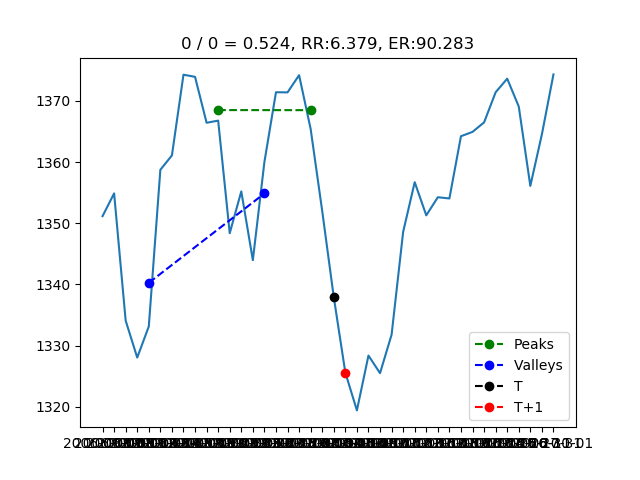 0 / 0 = 0.524, RR:6.379, ER:90.283
1370
1360
1350
1340
1330
1320
Peaks
Valleys
T
T+1